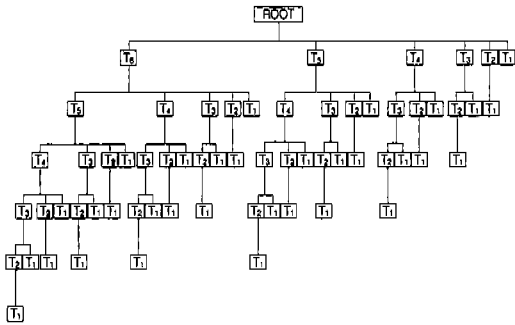 ROOT
T6 T5 T4 T3 T2 T1
T5 T4 T3 T2 T1 T4 T3 T2 T1 T3 T2 T1 T2 T1 T1
T4 T3 T2 T1 T3 T2 T1 T2 T1 T1 T3 T2 T1 T2 T1 T1 T2 T1 T1 T1
T3 T2 T1 T2 T1 T1 T2 T1 T1 T1 T2 T1 T1 T1 T1
T2 T1 T1 T1 T1 T1
T1